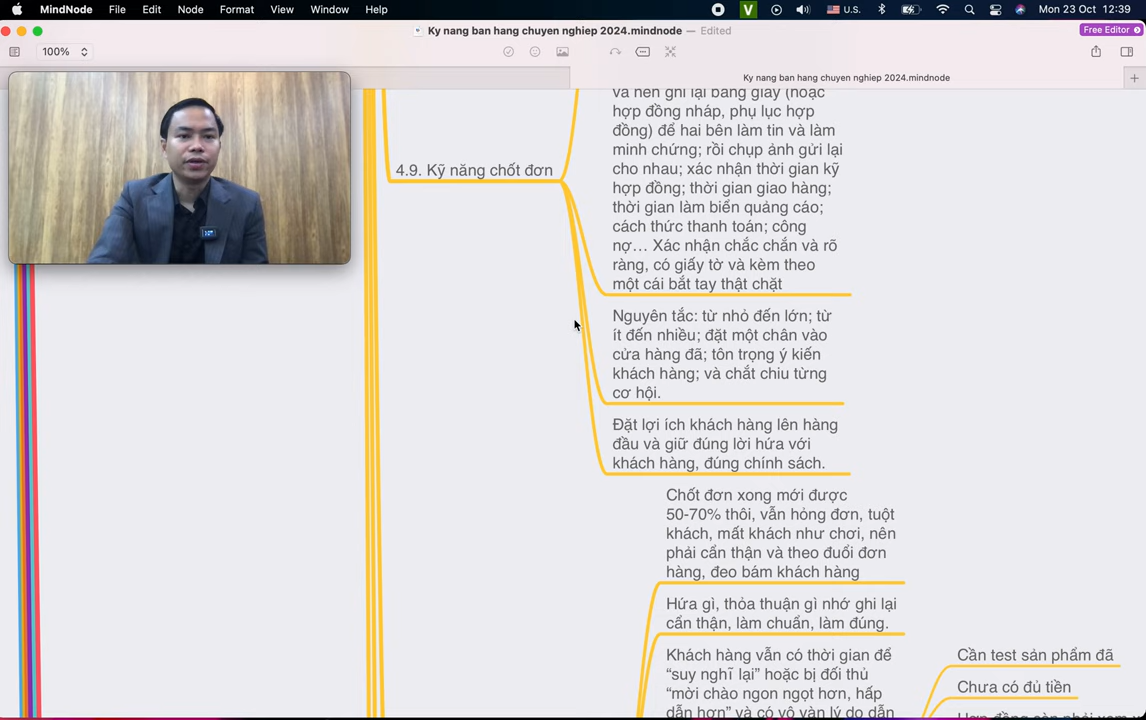 MindNode File Edit Node Format View Window Help
V U.S. Mon 23 Oct 12:39
Ky nang ban hang chuyen nghiep 2024.mindnode — Edited
Free Editor
100%
Ky nang ban hang chuyen nghiep 2024.mindnode
và nên ghi lại bằng giấy (hoặc
hợp đồng nháp, phụ lục hợp
đồng) để hai bên làm tin và làm
minh chứng; rồi chụp ảnh gửi lại
cho nhau; xác nhận thời gian ký
hợp đồng; thời gian giao hàng;
thời gian làm biển quảng cáo;
cách thức thanh toán; công
nợ… Xác nhận chắc chắn và rõ
ràng, có giấy tờ và kèm theo
một cái bắt tay thật chặt
4.9. Kỹ năng chốt đơn
Nguyên tắc: từ nhỏ đến lớn; từ
ít đến nhiều; đặt một chân vào
cửa hàng đã; tôn trọng ý kiến
khách hàng; và chắt chiu từng
cơ hội.
Đặt lợi ích khách hàng lên hàng
đầu và giữ đúng lời hứa với
khách hàng, đúng chính sách.
Chốt đơn xong mới được
50-70% thôi, vẫn hỏng đơn, tuột
khách, mất khách như chơi, nên
phải cẩn thận và theo đuổi đơn
hàng, đeo bám khách hàng
Hứa gì, thỏa thuận gì nhớ ghi lại
cẩn thận, làm chuẩn, làm đúng.
Khách hàng vẫn có thời gian để
“suy nghĩ lại” hoặc bị đối thủ
“mời chào ngon ngọt hơn, hấp
dẫn hơn” và có vô vàn lý do dẫn
Cần test sản phẩm đã
Chưa có đủ tiền
Hợp đồng còn phải xem